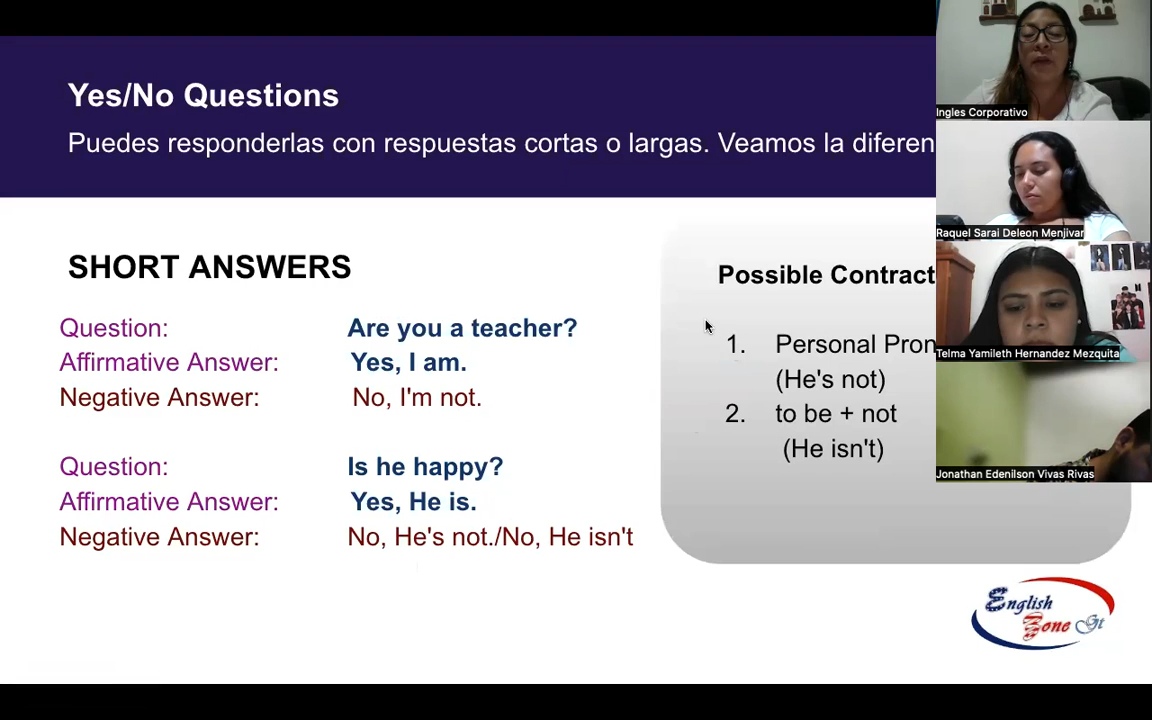 Yes/No Questions
Puedes responderlas con respuestas cortas o largas. Veamos la diferen
SHORT ANSWERS
Question: Are you a teacher?
Affirmative Answer: Yes, I am.
Negative Answer: No, I'm not.
Question: Is he happy?
Affirmative Answer: Yes, He is.
Negative Answer: No, He's not./No, He isn't
Possible Contract
1. Personal Pron
(He's not)
2. to be + not
(He isn't)
English
Zone Gt
Ingles Corporativo
Raquel Sarai Deleon Menjivar
Telma Yamileth Hernandez Mezquita
Jonathan Edenilson Vivas Rivas